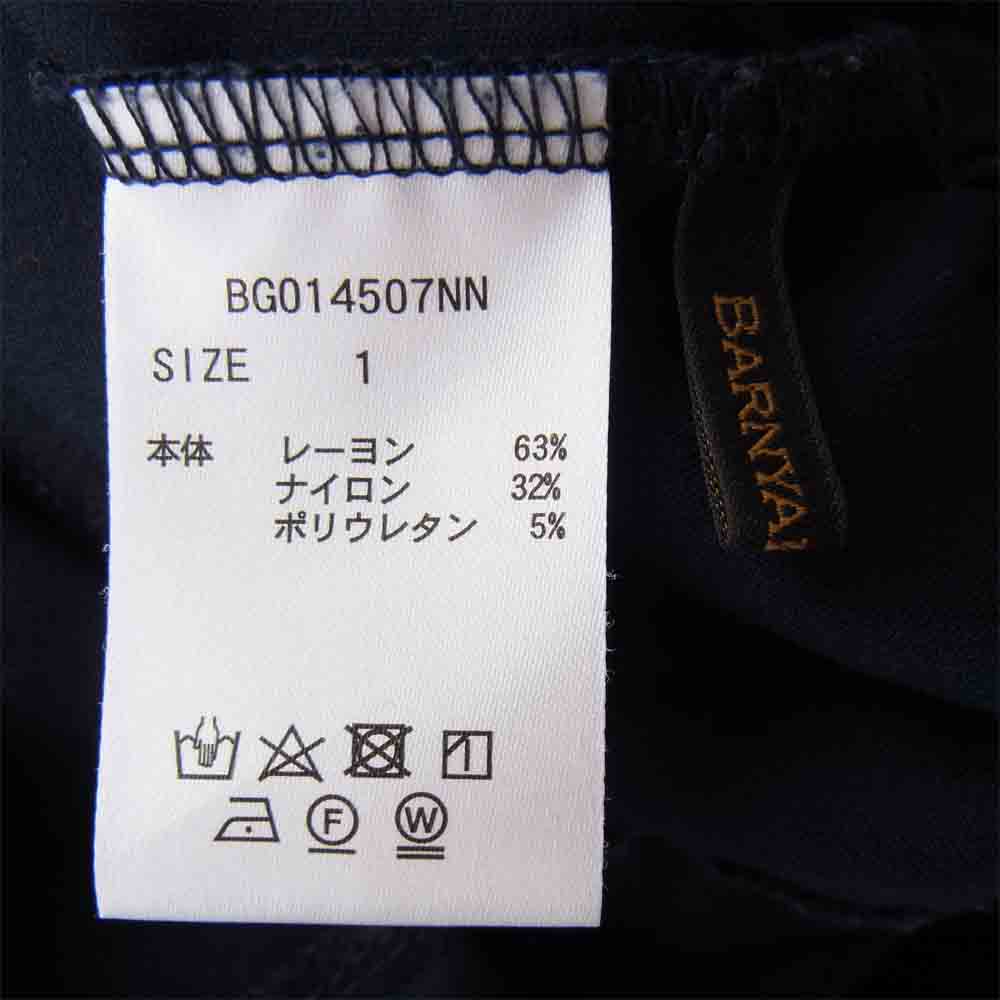 BG014507NN
SIZE 1
本体 レーヨン 63%
ナイロン 32%
ポリウレタン 5%
F W